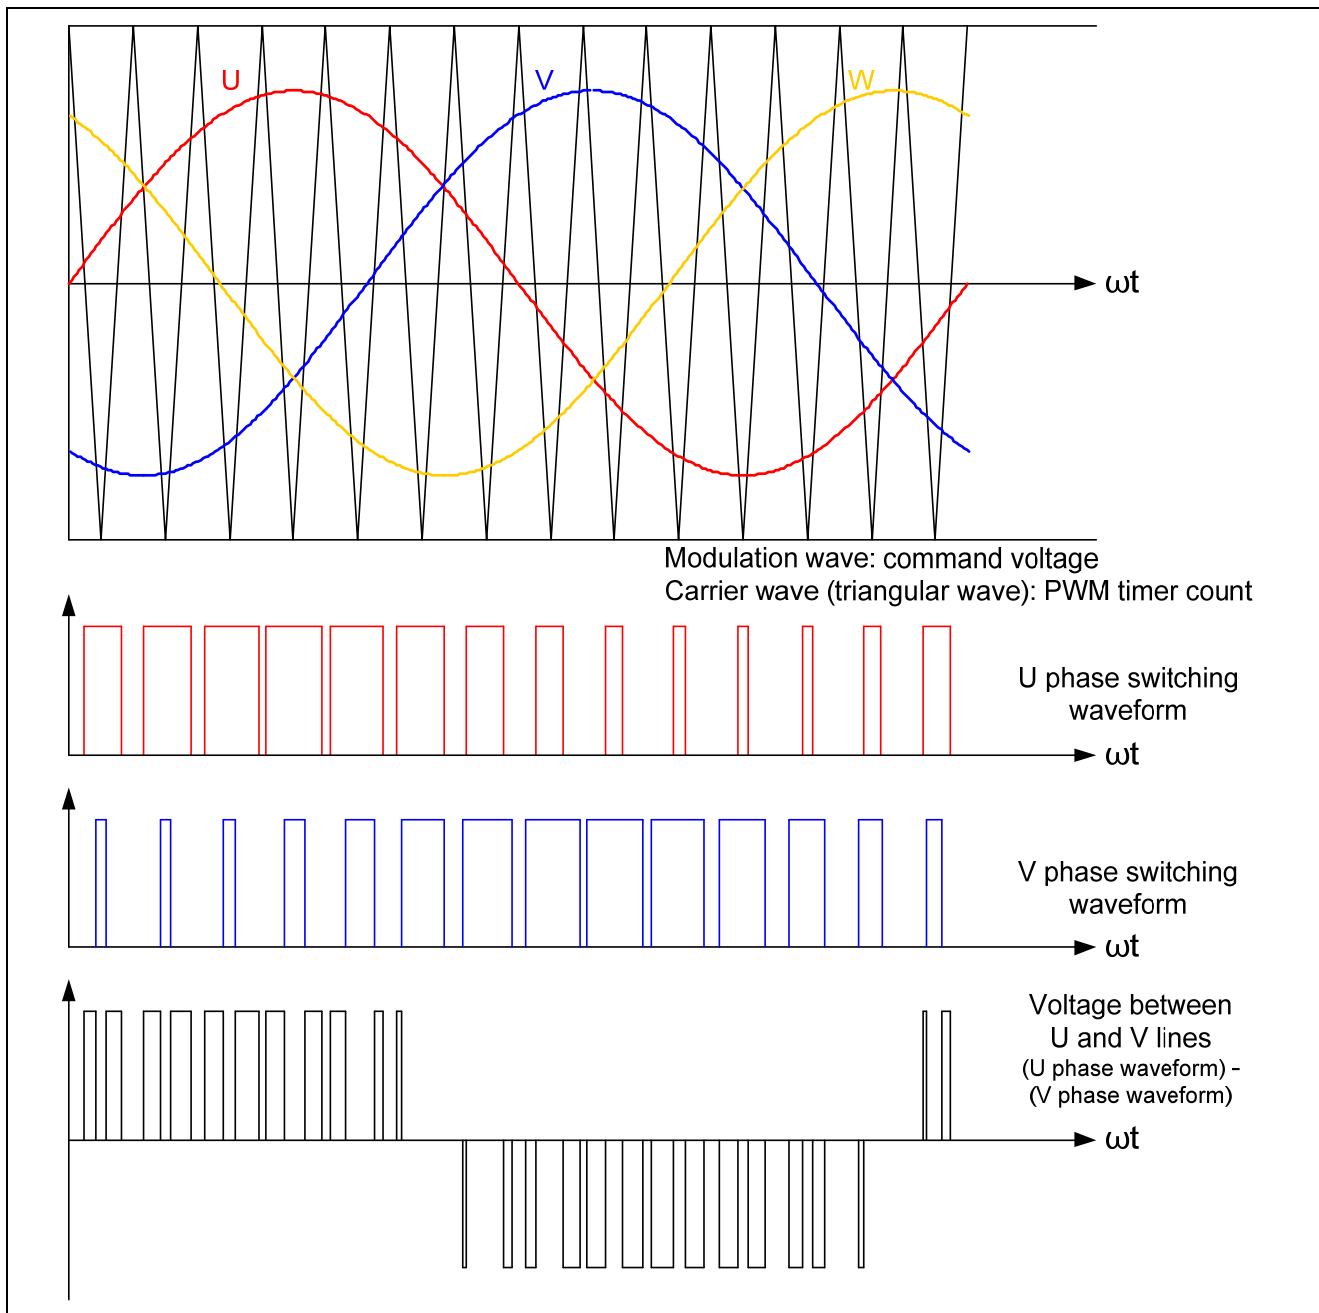 U
V
W
ωt
Modulation wave: command voltage
Carrier wave (triangular wave): PWM timer count
U phase switching
waveform
ωt
V phase switching
waveform
ωt
Voltage between
U and V lines
(U phase waveform) -
(V phase waveform)
ωt